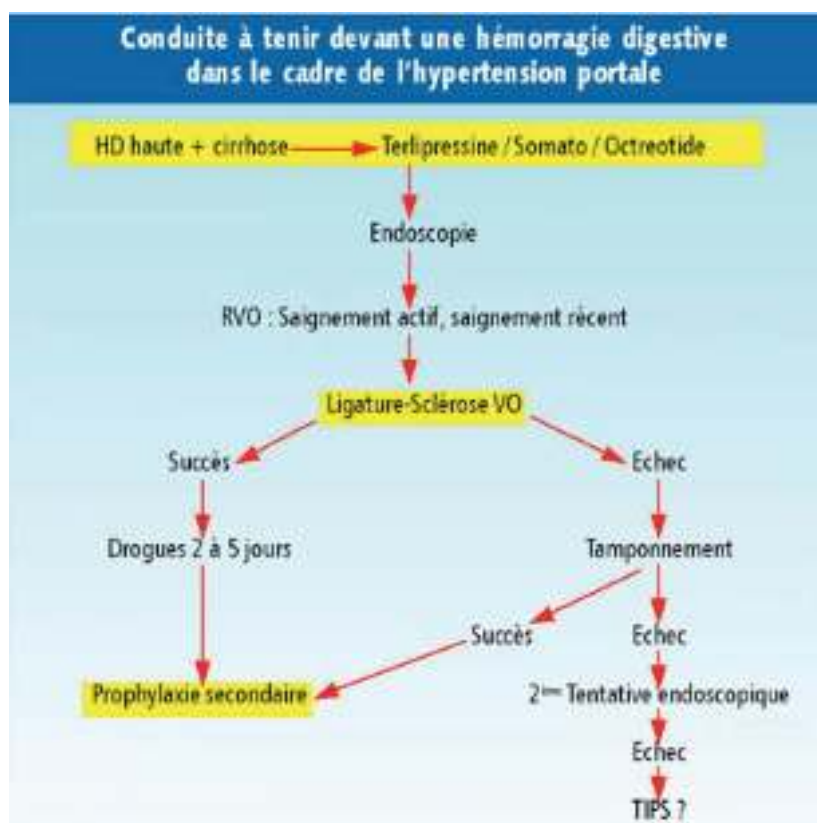 Conduite à tenir devant une hémorragie digestive
dans le cadre de l'hypertension portale
HD haute + cirrhose Terlipressine / Somato / Octreotide
Endoscopie
RVO : Saignement actif, saignement récent
Ligature-Sclérose VO
Succès Echec
Drogues 2 à 5 jours Tamponnement
Succès Echec
Prophylaxie secondaire 2ème Tentative endoscopique
Echec
TIPS ?